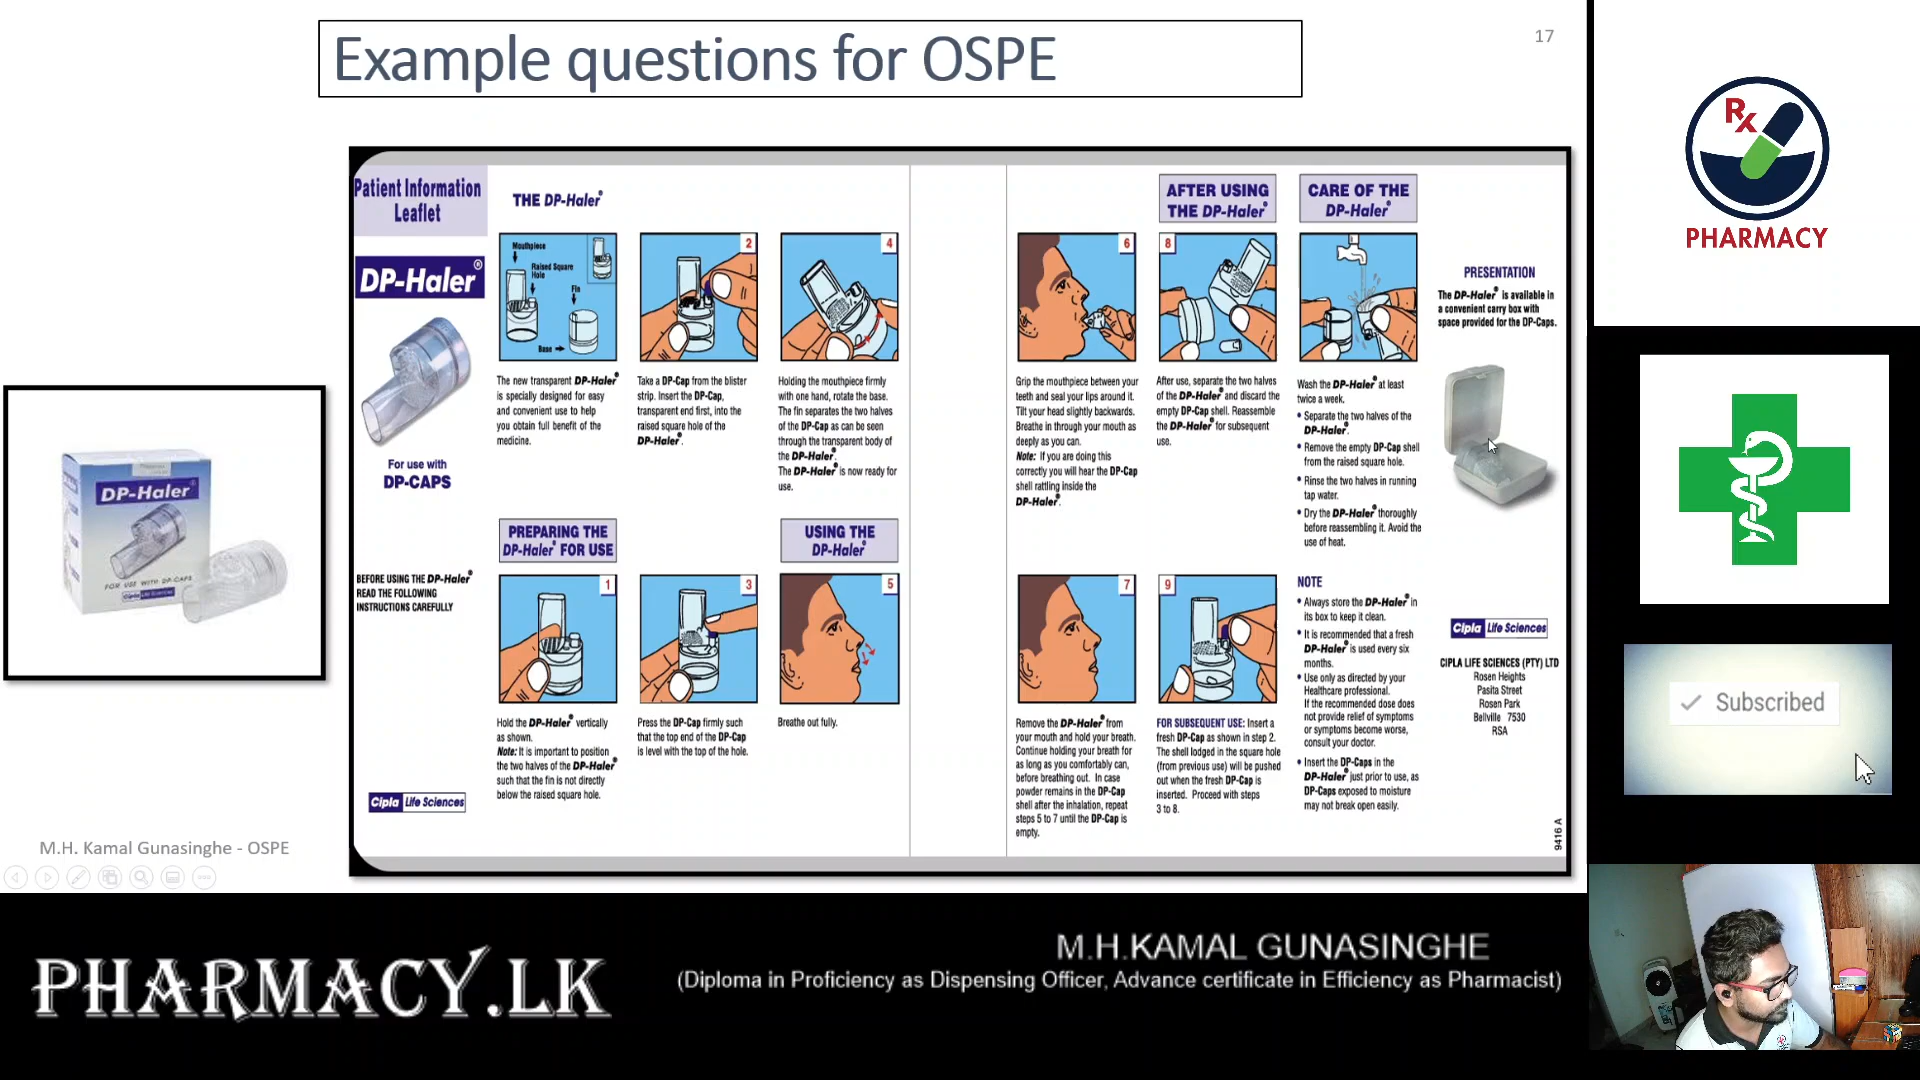 Example questions for OSPE
17
Patient Information
Leaflet
DP-Haler®
For use with
DP-CAPS
BEFORE USING THE DP-Haler®
READ THE FOLLOWING
INSTRUCTIONS CAREFULLY
Cipla Life Sciences
THE DP-Haler®
Mouthpiece
Raised Square
Hole
Fin
Base
The new transparent DP-Haler®
is specially designed for easy
and convenient use to help
you obtain full benefit of the
medicine.
2
Take a DP-Cap from the blister
strip. Insert the DP-Cap,
transparent end first, into the
raised square hole of the
DP-Haler®.
4
Holding the mouthpiece firmly
with one hand, rotate the base.
The fin separates the two halves
of the DP-Cap as can be seen
through the transparent body of
the DP-Haler®.
The DP-Haler® is now ready for
use.
PREPARING THE
DP-Haler® FOR USE
1
Hold the DP-Haler® vertically
as shown.
Note: It is important to position
the two halves of the DP-Haler®
such that the fin is not directly
below the raised square hole.
3
Press the DP-Cap firmly such
that the top end of the DP-Cap
is level with the top of the hole.
USING THE
DP-Haler®
5
Breathe out fully.
6
Grip the mouthpiece between your
teeth and seal your lips around it.
Tilt your head slightly backwards.
Breathe in through your mouth as
deeply as you can.
Note: If you are doing this
correctly you will hear the DP-Cap
shell rattling inside the
DP-Haler®.
7
Remove the DP-Haler® from
your mouth and hold your breath.
Continue holding your breath for
as long as you comfortably can,
before breathing out. In case
powder remains in the DP-Cap
shell after the inhalation, repeat
steps 5 to 7 until the DP-Cap is
empty.
AFTER USING
THE DP-Haler®
8
After use, separate the two halves
of the DP-Haler® and discard the
empty DP-Cap shell. Reassemble
the DP-Haler® for subsequent
use.
9
FOR SUBSEQUENT USE: Insert a
fresh DP-Cap as shown in step 2.
The shell lodged in the square hole
(from previous use) will be pushed
out when the fresh DP-Cap is
inserted. Proceed with steps
3 to 8.
CARE OF THE
DP-Haler®
Wash the DP-Haler® at least
twice a week.
• Separate the two halves of the
DP-Haler®.
• Remove the empty DP-Cap shell
from the raised square hole.
• Rinse the two halves in running
tap water.
• Dry the DP-Haler® thoroughly
before reassembling it. Avoid the
use of heat.
NOTE
• Always store the DP-Haler® in
its box to keep it clean.
• It is recommended that a fresh
DP-Haler® is used every six
months.
• Use only as directed by your
Healthcare professional.
If the recommended dose does
not provide relief of symptoms
or symptoms become worse,
consult your doctor.
• Insert the DP-Caps in the
DP-Haler® just prior to use, as
DP-Caps exposed to moisture
may not break open easily.
PRESENTATION
The DP-Haler® is available in
a convenient carry box with
space provided for the DP-Caps.
Cipla Life Sciences
CIPLA LIFE SCIENCES (PTY) LTD
Rosen Heights
Pasita Street
Rosen Park
Bellville 7530
RSA
9416 A
DP-Haler®
FOR USE WITH DP-CAPS
Cipla Life Sciences
M.H. Kamal Gunasinghe - OSPE
Rx
PHARMACY
✓ Subscribed
PHARMACY.LK
M.H.KAMAL GUNASINGHE
(Diploma in Proficiency as Dispensing Officer, Advance certificate in Efficiency as Pharmacist)